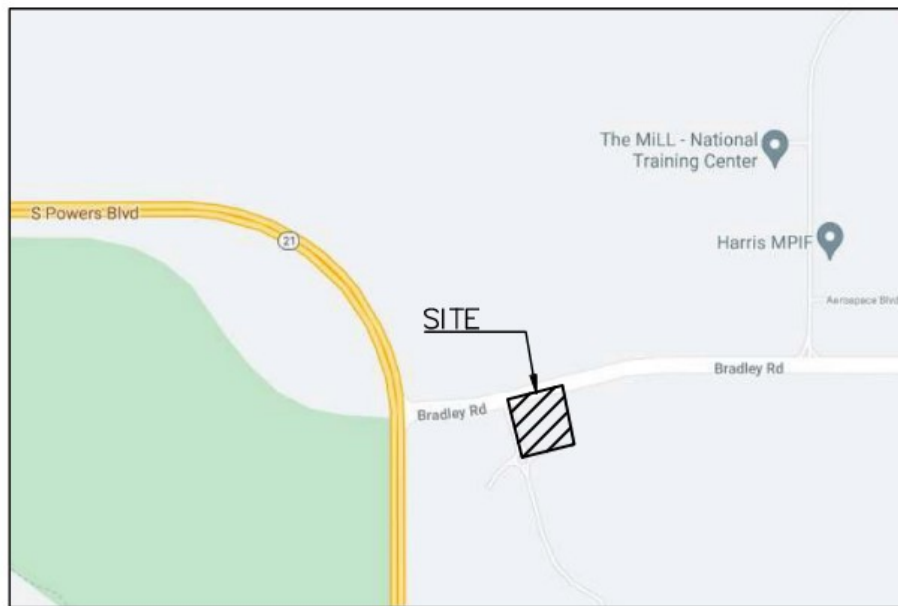 The MiLL - National
Training Center
S Powers Blvd
21
Harris MPIF
Aerospace Blvd
SITE
Bradley Rd
Bradley Rd